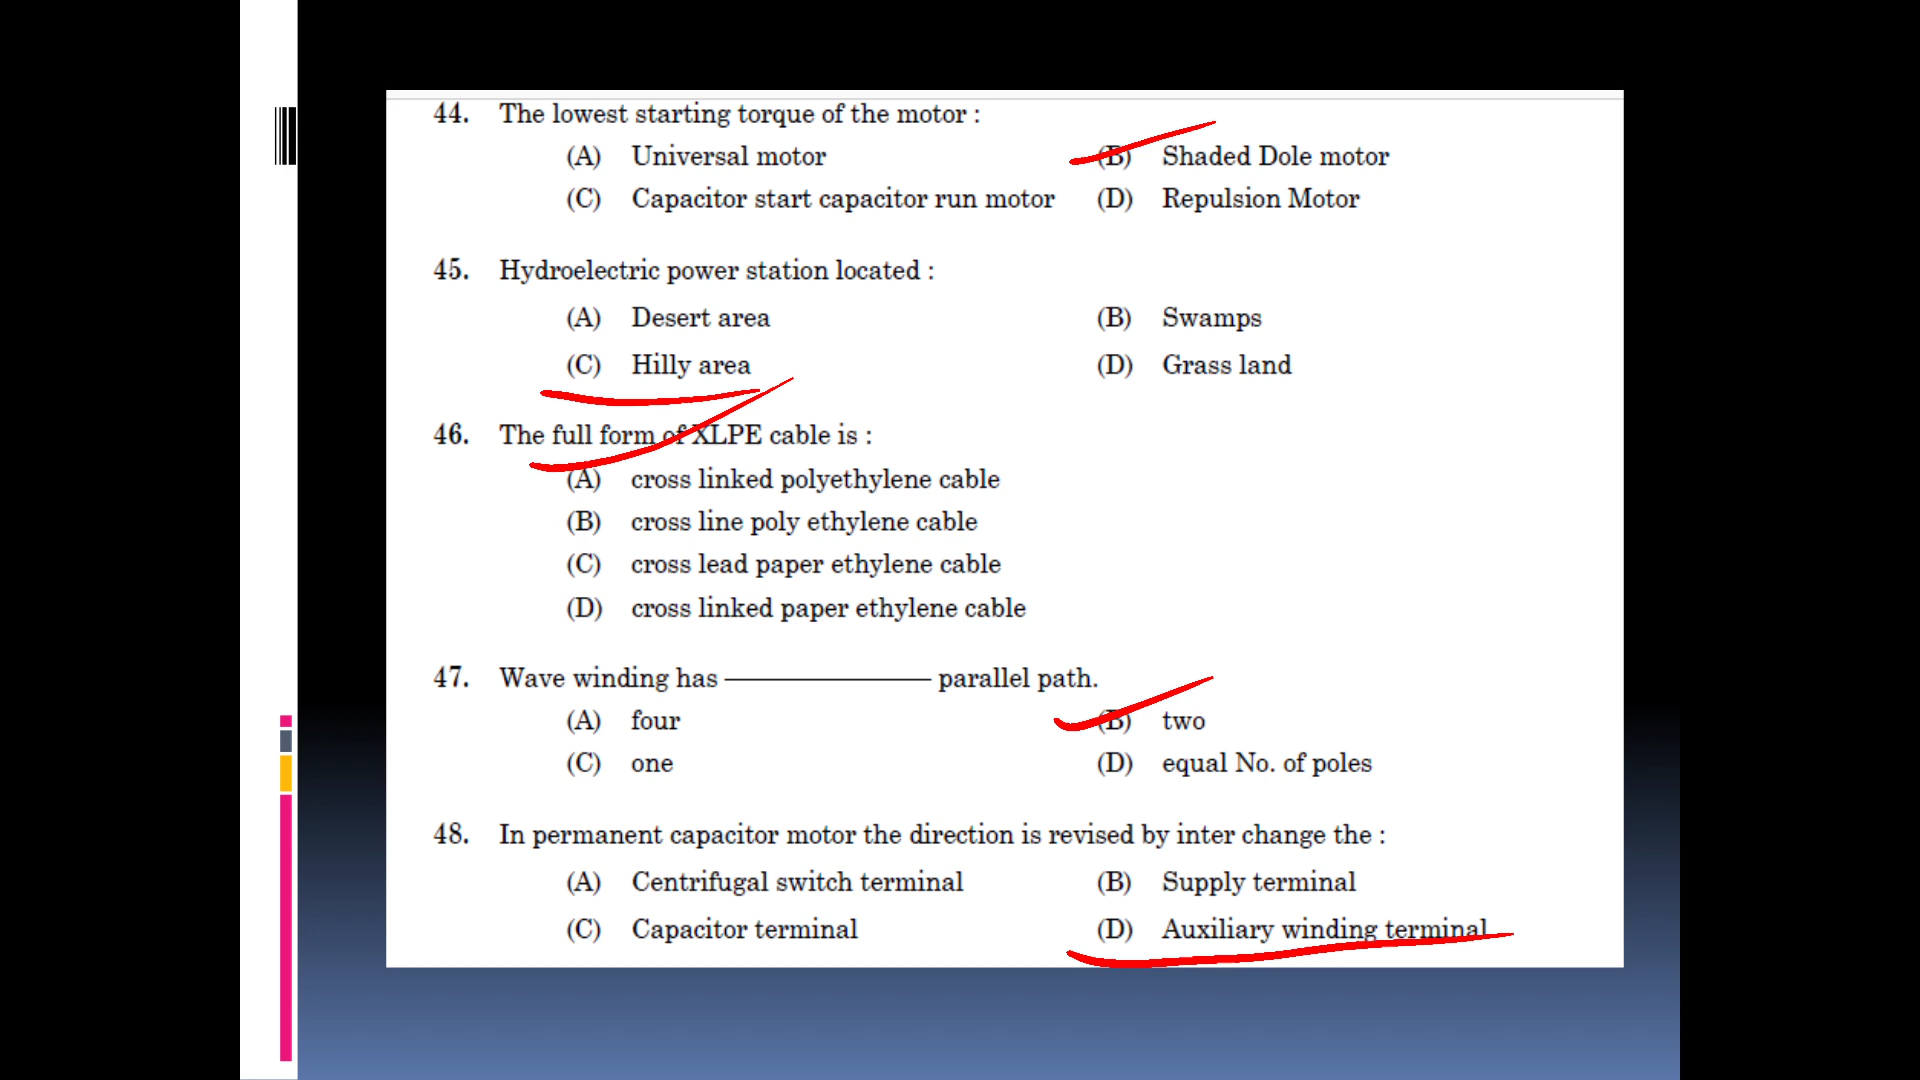 44. The lowest starting torque of the motor :
(A) Universal motor (B) Shaded Dole motor
(C) Capacitor start capacitor run motor (D) Repulsion Motor
45. Hydroelectric power station located :
(A) Desert area (B) Swamps
(C) Hilly area (D) Grass land
46. The full form of XLPE cable is :
(A) cross linked polyethylene cable
(B) cross line poly ethylene cable
(C) cross lead paper ethylene cable
(D) cross linked paper ethylene cable
47. Wave winding has ———————— parallel path.
(A) four (B) two
(C) one (D) equal No. of poles
48. In permanent capacitor motor the direction is revised by inter change the :
(A) Centrifugal switch terminal (B) Supply terminal
(C) Capacitor terminal (D) Auxiliary winding terminal